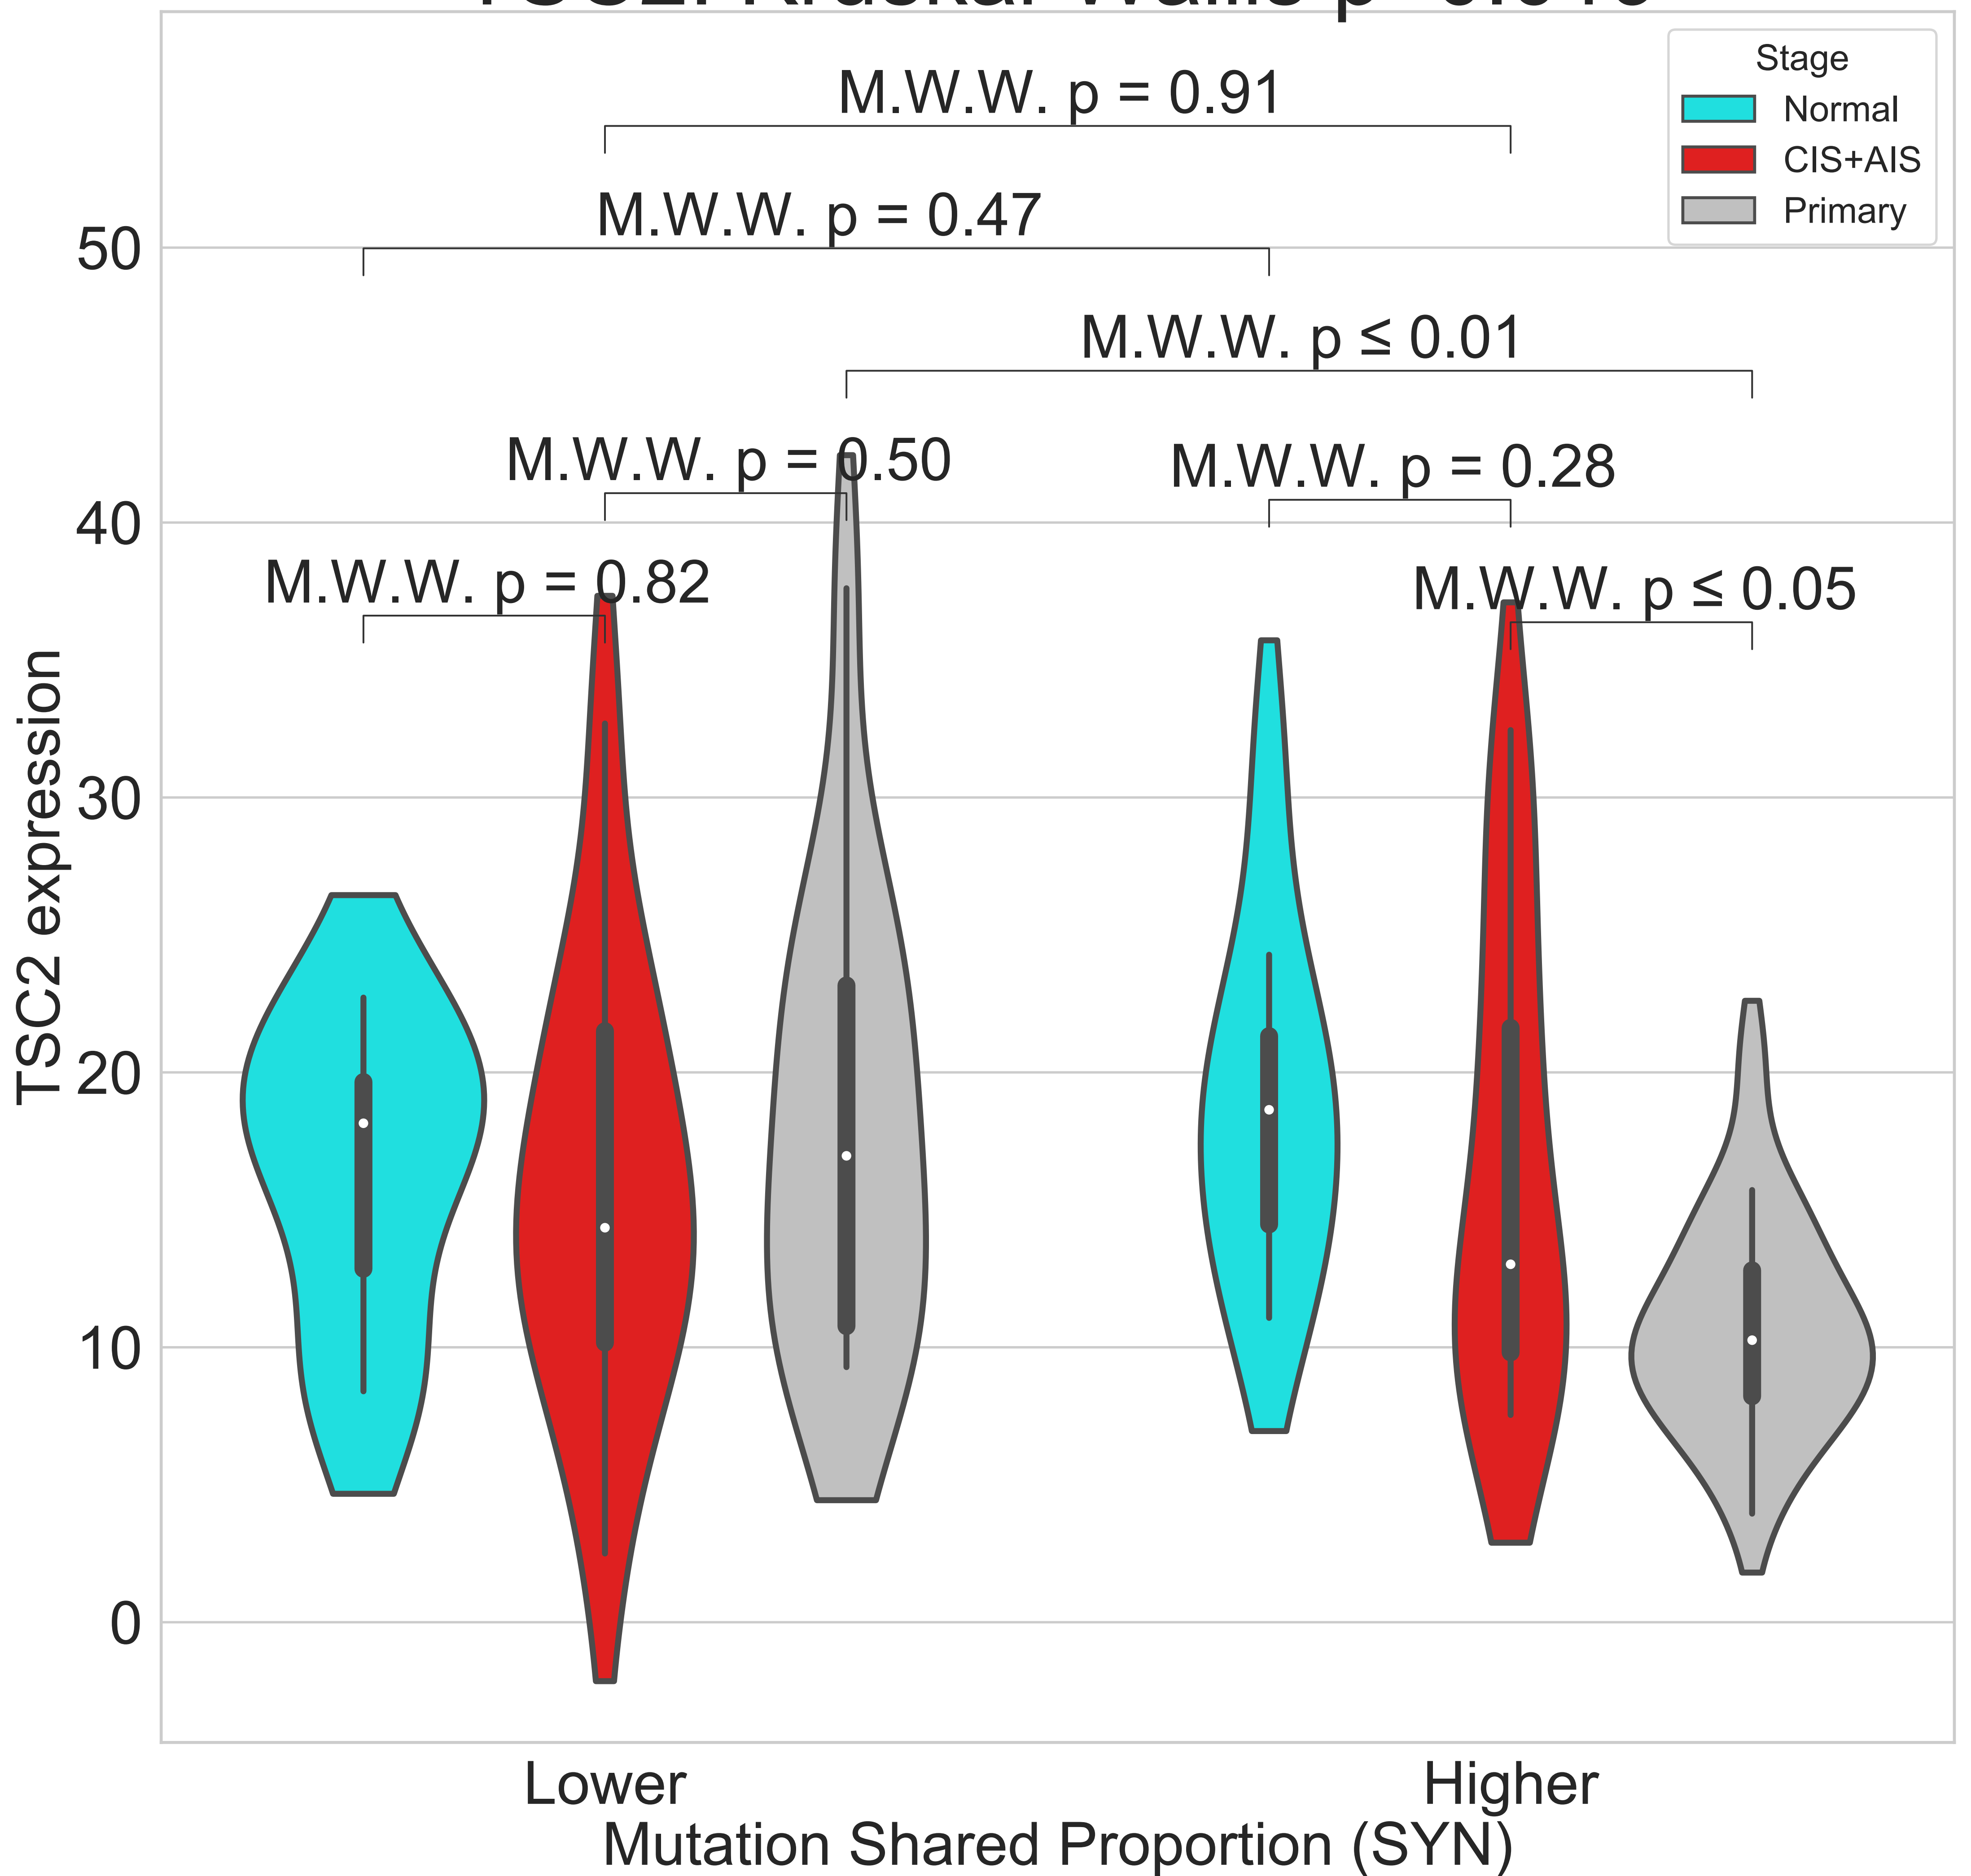 Stage
Normal
CIS+AIS
Primary
M.W.W. p = 0.91
M.W.W. p = 0.47
M.W.W. p ≤ 0.01
M.W.W. p = 0.50
M.W.W. p = 0.28
M.W.W. p = 0.82
M.W.W. p ≤ 0.05
50
40
30
20
10
0
TSC2 expression
Lower
Higher
Mutation Shared Proportion (SYN)